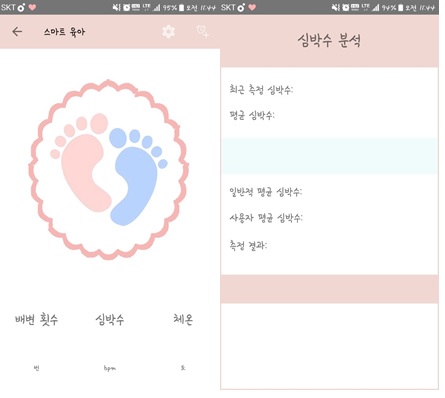 SKT 95% 오전 11:44
스마트 육아
배변 횟수 심박수 체온
번 bpm 도
SKT 94% 오전 11:44
심박수 분석
최근 측정 심박수:
평균 심박수:
일반적 평균 심박수:
사용자 평균 심박수:
측정 결과: